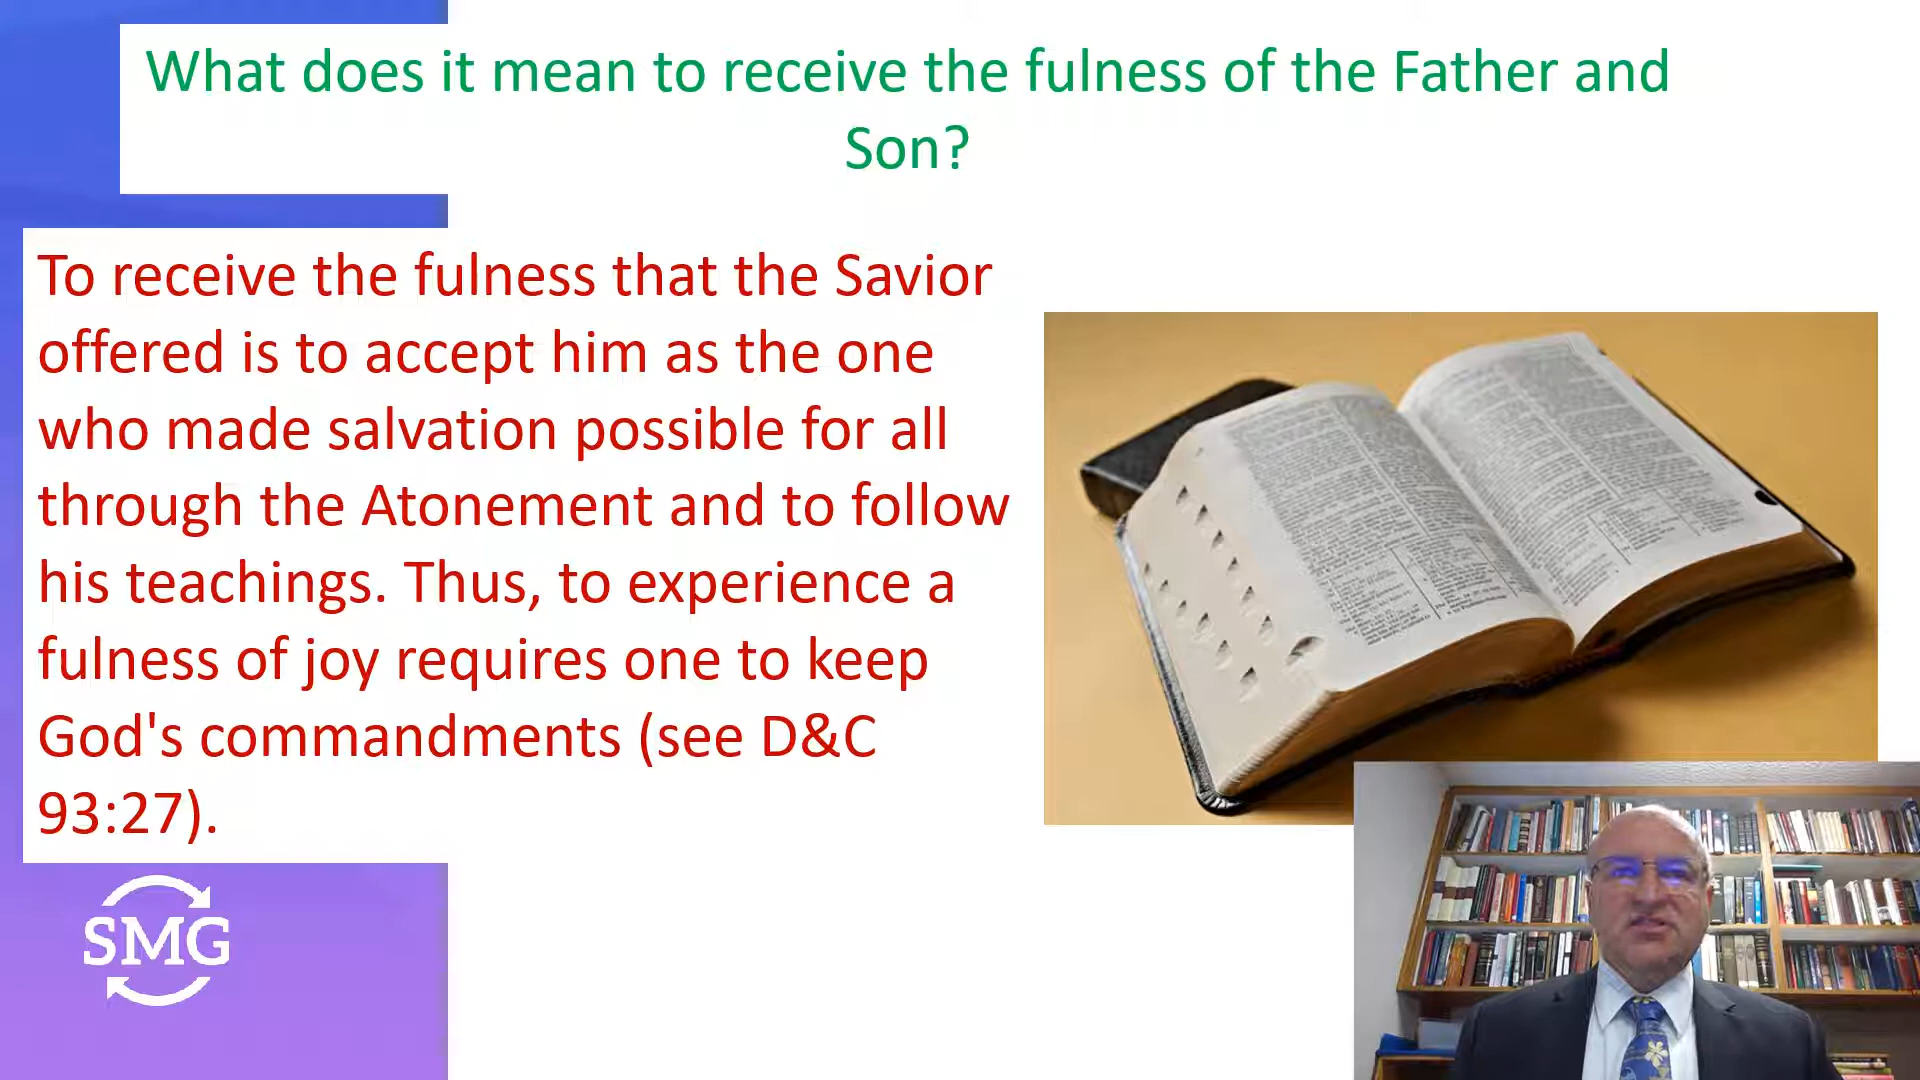 What does it mean to receive the fulness of the Father and
Son?
To receive the fulness that the Savior
offered is to accept him as the one
who made salvation possible for all
through the Atonement and to follow
his teachings. Thus, to experience a
fulness of joy requires one to keep
God's commandments (see D&C
93:27).
SMG